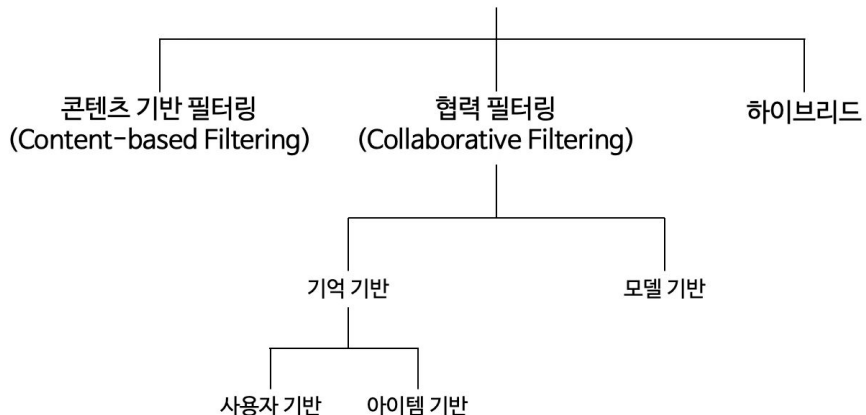 콘텐츠 기반 필터링
(Content-based Filtering)
협력 필터링
(Collaborative Filtering)
하이브리드
기억 기반
모델 기반
사용자 기반
아이템 기반